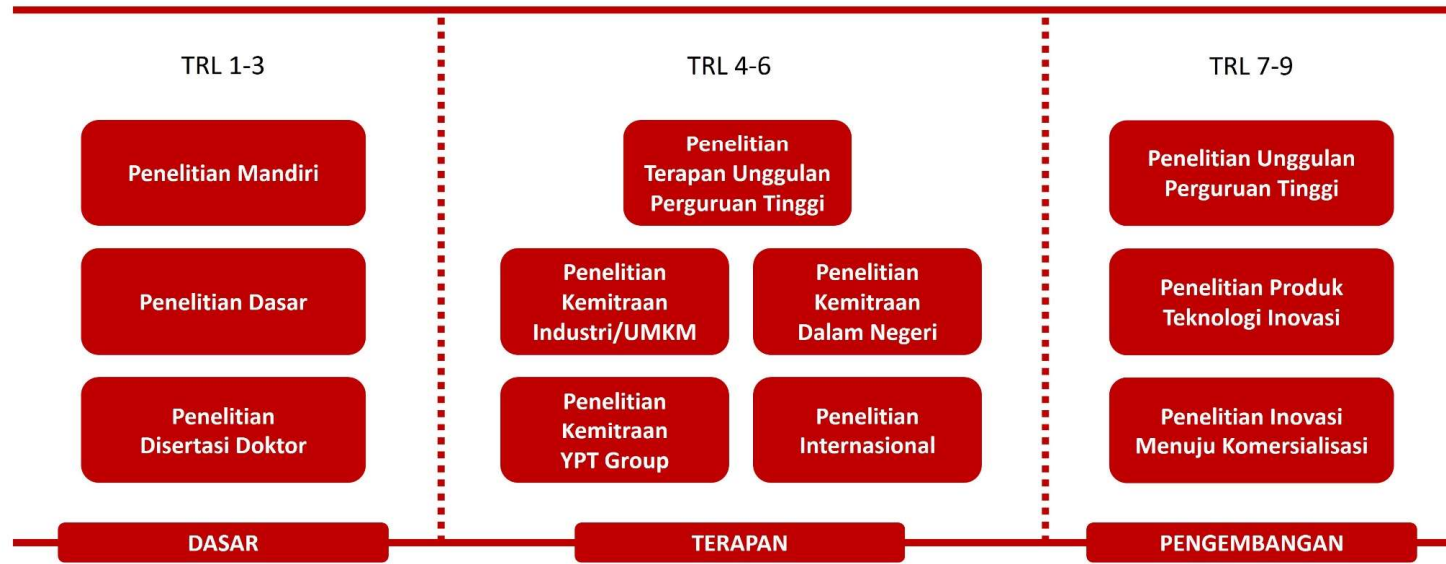 TRL 1-3
Penelitian Mandiri
Penelitian Dasar
Penelitian
Disertasi Doktor
DASAR
TRL 4-6
Penelitian
Terapan Unggulan
Perguruan Tinggi
Penelitian
Kemitraan
Industri/UMKM
Penelitian
Kemitraan
Dalam Negeri
Penelitian
Kemitraan
YPT Group
Penelitian
Internasional
TERAPAN
TRL 7-9
Penelitian Unggulan
Perguruan Tinggi
Penelitian Produk
Teknologi Inovasi
Penelitian Inovasi
Menuju Komersialisasi
PENGEMBANGAN